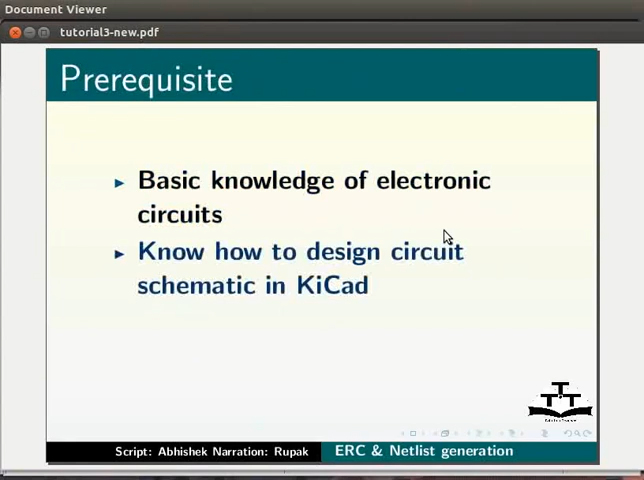 Document Viewer
tutorial3-new.pdf
Prerequisite
Basic knowledge of electronic
circuits
Know how to design circuit
schematic in KiCad
Script: Abhishek Narration: Rupak
ERC & Netlist generation